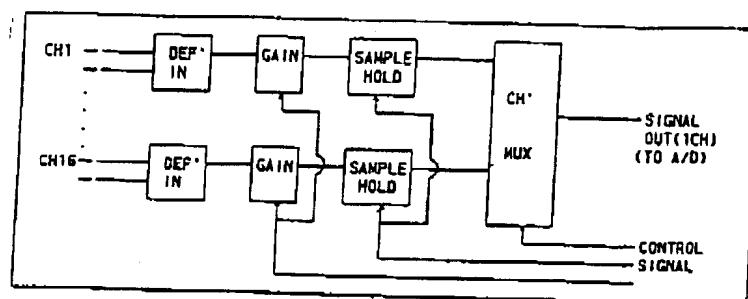 CH1
DEF'
IN
GAIN
SAMPLE
HOLD
CH'
MUX
SIGNAL
OUT(1CH)
(TO A/D)
CH16
DEF'
IN
GAIN
SAMPLE
HOLD
CONTROL
SIGNAL